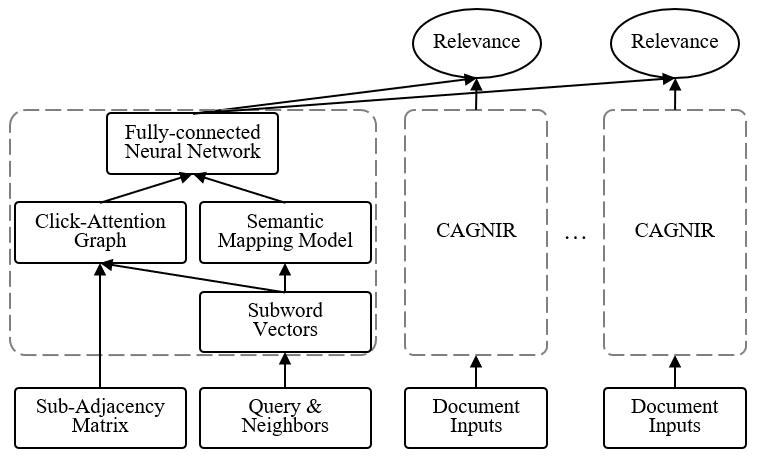 Relevance
Relevance
Fully-connected
Neural Network
Click-Attention
Graph
Semantic
Mapping Model
CAGNIR
...
CAGNIR
Subword
Vectors
Sub-Adjacency
Matrix
Query &
Neighbors
Document
Inputs
Document
Inputs